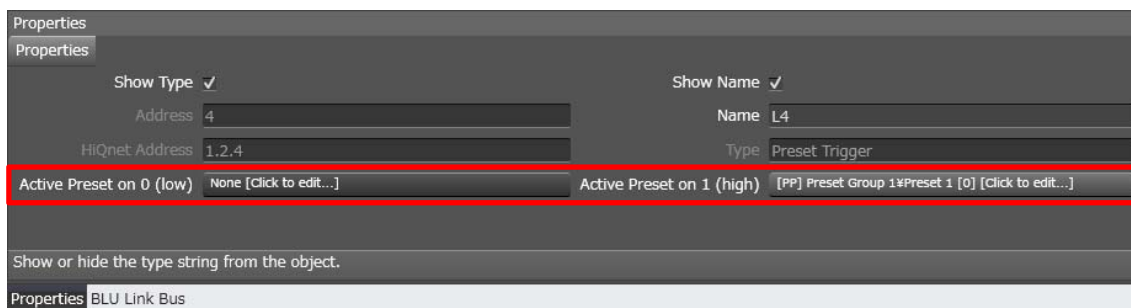 Properties
Properties
Show Type Show Name
Address 4 Name L4
HiQnet Address 1.2.4 Type Preset Trigger
Active Preset on 0 (low) None [Click to edit...] Active Preset on 1 (high) [PP] Preset Group 1¥Preset 1 [0] [Click to edit...]
Show or hide the type string from the object.
Properties BLU Link Bus